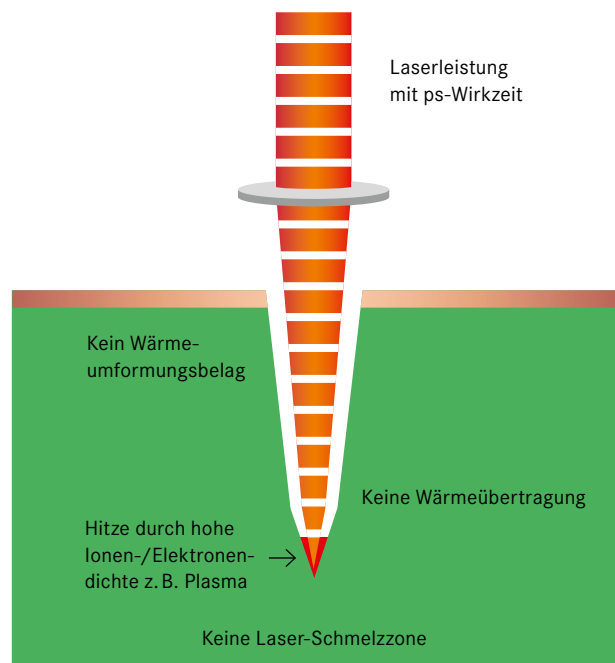 Laserleistung
mit ps-Wirkzeit
Kein Wärme-
umformungsbelag
Keine Wärmeübertragung
Hitze durch hohe
Ionen-/Elektronen-
dichte z. B. Plasma
Keine Laser-Schmelzzone